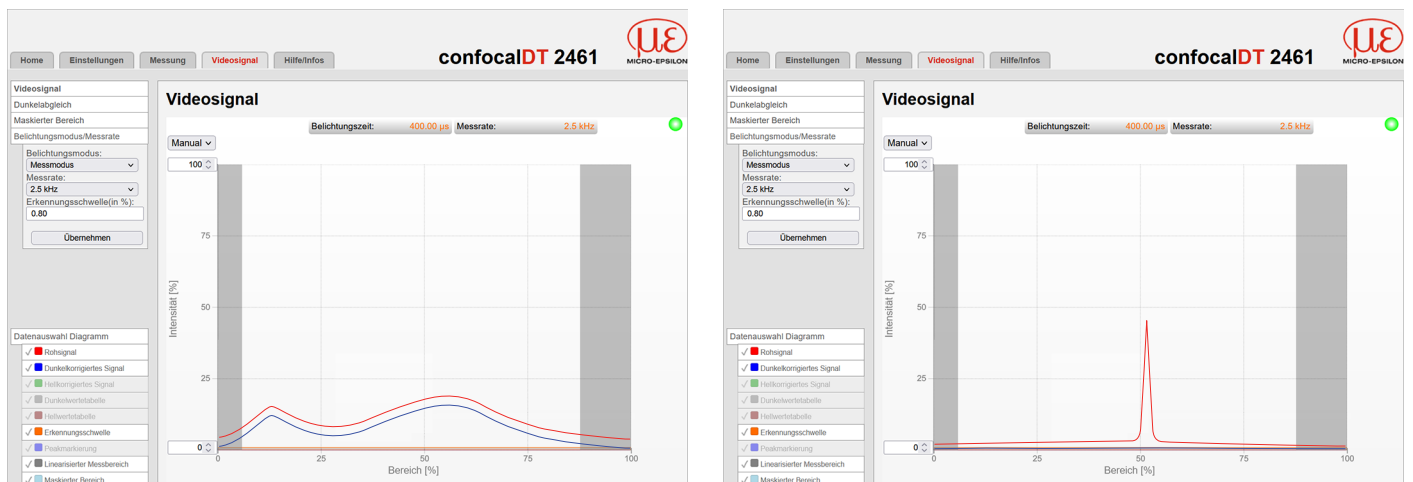 µε
confocalDT 2461
MICRO-EPSILON
Home
Einstellungen
Messung
Videosignal
Hilfe/Infos
Videosignal
Dunkelabgleich
Maskierter Bereich
Belichtungsmodus/Messrate
Belichtungsmodus:
Messmodus
Messrate:
2.5 kHz
Erkennungsschwelle(in %):
0.80
Übernehmen
Datenauswahl Diagramm
Rohsignal
Dunkelkorrigiertes Signal
Hellkorrigiertes Signal
Dunkelwertetabelle
Hellwertetabelle
Erkennungsschwelle
Peakmarkierung
Linearisierter Messbereich
Maskierter Bereich
Videosignal
Belichtungszeit: 400.00 µs Messrate: 2.5 kHz
Manual
100
75
50
25
0
Intensität [%]
0 25 50 75 100
Bereich [%]
µε
confocalDT 2461
MICRO-EPSILON
Home
Einstellungen
Messung
Videosignal
Hilfe/Infos
Videosignal
Dunkelabgleich
Maskierter Bereich
Belichtungsmodus/Messrate
Belichtungsmodus:
Messmodus
Messrate:
2.5 kHz
Erkennungsschwelle(in %):
0.80
Übernehmen
Datenauswahl Diagramm
Rohsignal
Dunkelkorrigiertes Signal
Hellkorrigiertes Signal
Dunkelwertetabelle
Hellwertetabelle
Erkennungsschwelle
Peakmarkierung
Linearisierter Messbereich
Maskierter Bereich
Videosignal
Belichtungszeit: 400.00 µs Messrate: 2.5 kHz
Manual
100
75
50
25
0
Intensität [%]
0 25 50 75 100
Bereich [%]